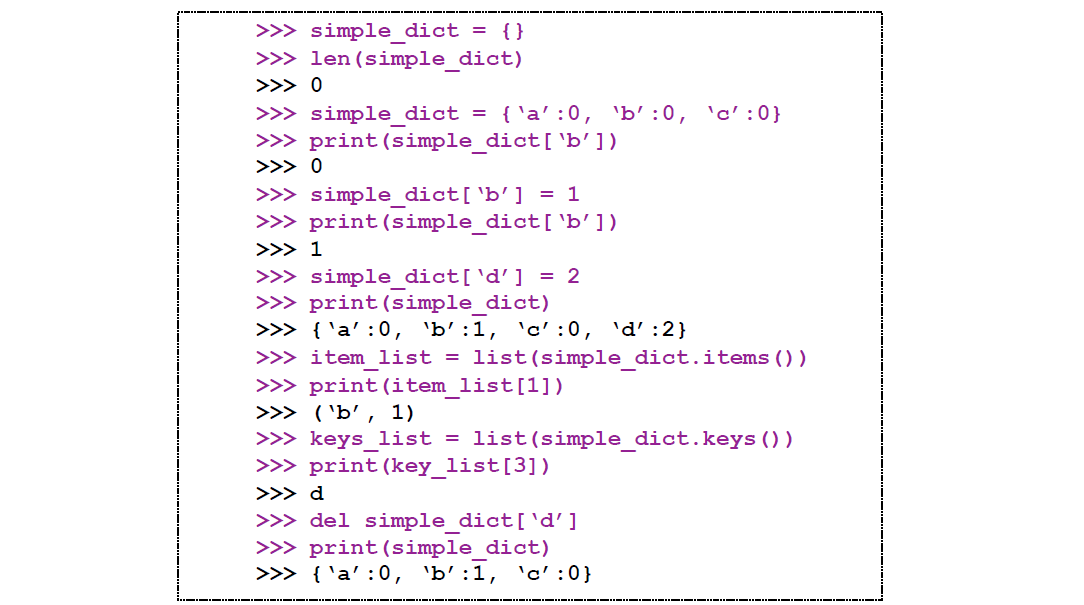 >>> simple_dict = {}
>>> len(simple_dict)
>>> 0
>>> simple_dict = {‘a’:0, ‘b’:0, ‘c’:0}
>>> print(simple_dict[‘b’])
>>> 0
>>> simple_dict[‘b’] = 1
>>> print(simple_dict[‘b’])
>>> 1
>>> simple_dict[‘d’] = 2
>>> print(simple_dict)
>>> {‘a’:0, ‘b’:1, ‘c’:0, ‘d’:2}
>>> item_list = list(simple_dict.items())
>>> print(item_list[1])
>>> (‘b’, 1)
>>> keys_list = list(simple_dict.keys())
>>> print(key_list[3])
>>> d
>>> del simple_dict[‘d’]
>>> print(simple_dict)
>>> {‘a’:0, ‘b’:1, ‘c’:0}